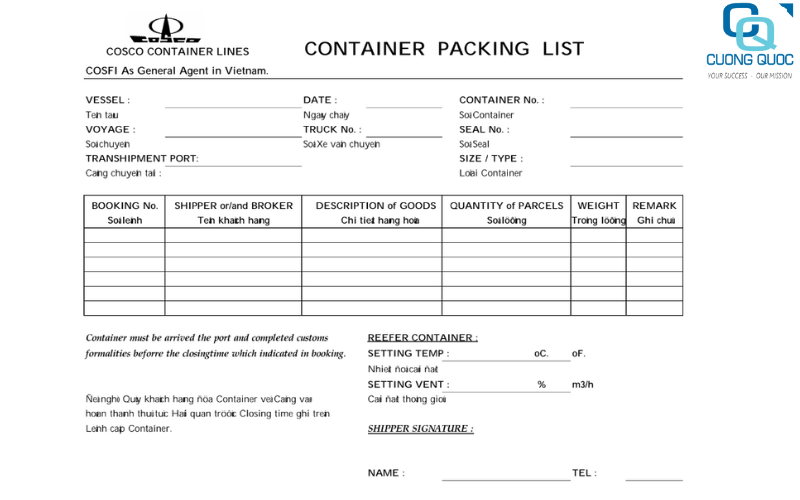 COSCO
CUONG QUOC
YOUR SUCCESS - OUR MISSION
COSCO CONTAINER LINES
CONTAINER PACKING LIST
COSFI As General Agent in Vietnam.
VESSEL : DATE : CONTAINER No. :
Teân taøu Ngaøy chaïy Soá Container
VOYAGE : TRUCK No. : SEAL No. :
Soá chuyeán Soá Xe vaän chuyeån Soá Seal
TRANSHIPMENT PORT: SIZE / TYPE :
Caûng chuyeån taûi : Loaïi Container
BOOKING No. SHIPPER or/and BROKER DESCRIPTION of GOODS QUANTITY of PARCELS WEIGHT REMARK
Soá leänh Teân khaùch haøng Chi tieát haøng hoùa Soá löôïng Troïng löôïng Ghi chuù
Container must be arrived the port and completed customs
formalities beforre the closingtime which indicated in booking.
REEFER CONTAINER :
SETTING TEMP : oC. oF.
Nhieät ñoä caøi ñaët
SETTING VENT : % m3/h
Caøi ñaët thoâng gioù
Ñeà nghò Quyù khaùch haøng ñöa Container veà Caûng vaø
hoaøn thaønh thuû tuïc Haûi quan tröôùc Closing time ghi treân
Leänh caáp Container.
SHIPPER SIGNATURE :
NAME : TEL :